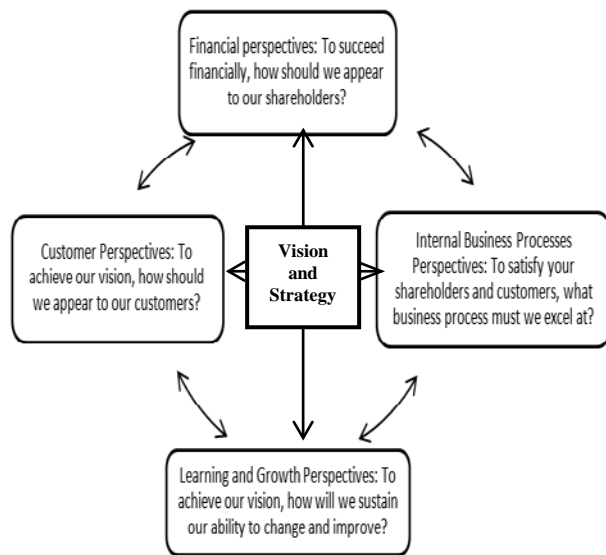 Financial perspectives: To succeed
financially, how should we appear
to our shareholders?
Customer Perspectives: To
achieve our vision, how should
we appear to our customers?
Vision
and
Strategy
Internal Business Processes
Perspectives: To satisfy your
shareholders and customers, what
business process must we excel at?
Learning and Growth Perspectives: To
achieve our vision, how will we sustain
our ability to change and improve?